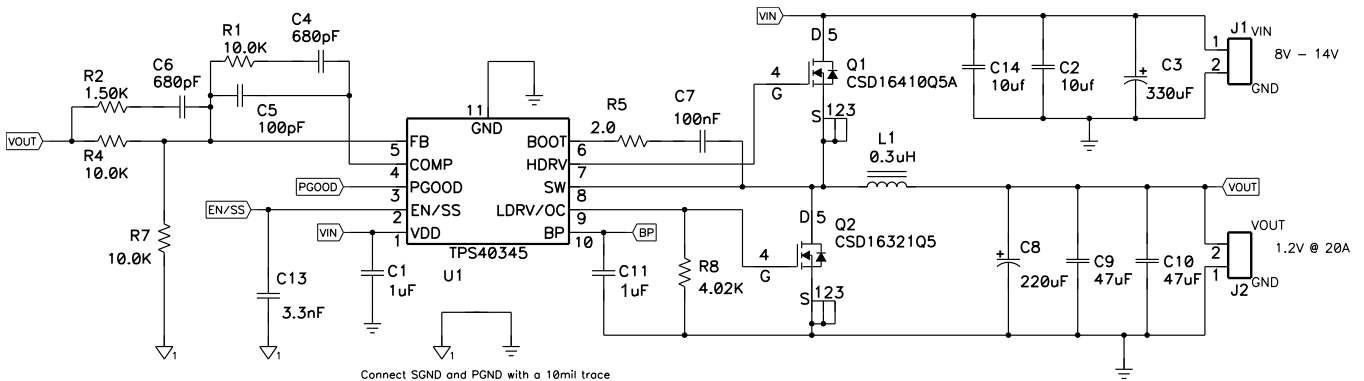 R1
10.0K
C4
680pF
R2
1.50K
C6
680pF
C5
100pF
VOUT
R4
10.0K
R7
10.0K
11
GND
FB
5
COMP
4
PGOOD
PGOOD
3
EN/SS
EN/SS
2
VIN
VDD
1
BOOT
6
HDRV
7
SW
8
LDRV/OC
9
BP
10
BP
TPS40345
U1
C13
3.3nF
C1
1uF
C11
1uF
R5
2.0
C7
100nF
R8
4.02K
1
1
1
Connect SGND and PGND with a 10mil trace
VIN
D 5
4
G
Q1
CSD16410Q5A
S 123
L1
0.3uH
D 5
4
G
Q2
CSD16321Q5
S 123
C14
10uf
C2
10uf
C3
330uF
+
J1
VIN
1
2
GND
8V – 14V
VOUT
C8
220uF
+
C9
47uF
C10
47uF
VOUT
2
1
GND
J2
1.2V @ 20A